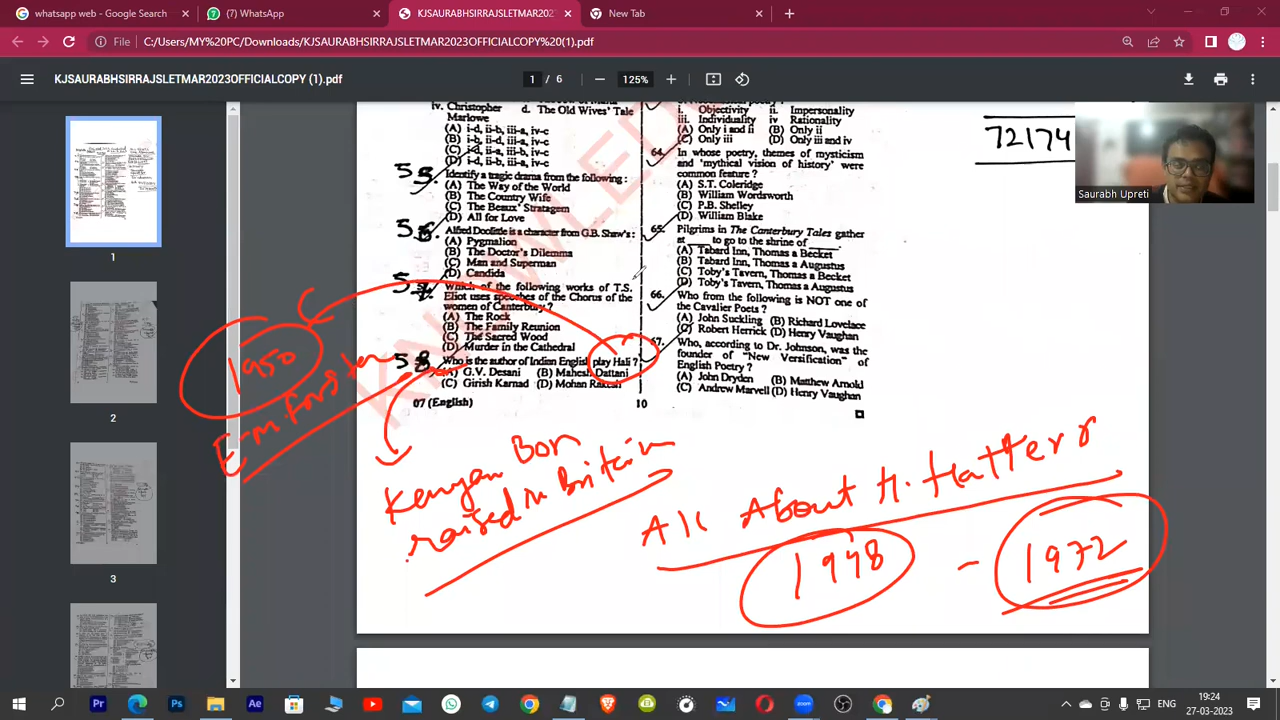 whatsapp web - Google Search
(7) WhatsApp
KJSAURABHSIRRAJSLETMAR2023
New Tab
File
C:/Users/MY%20PC/Downloads/KJSAURABHSIRRAJSLETMAR2023OFFICIALCOPY%20(1).pdf
KJSAURABHSIRRAJSLETMAR2023OFFICIALCOPY (1).pdf
1 / 6
125%
1
2
3
iv. Christopher Marlowe
d. The Old Wives' Tale
(A) i-d, ii-b, iii-a, iv-c
(B) i-b, ii-d, iii-a, iv-c
(D) i-d, ii-b, iii-a, iv-c
55.
Identify a tragic drama from the following :
(A) The Way of the World
(B) The Country Wife
(C) The Beaux' Stratagem
(D) All for Love
56.
Alfred Doolittle is a character from G.B. Shaw's :
(A) Pygmalion
(B) The Doctor's Dilemma
(C) Man and Superman
(D) Candida
57.
Which of the following works of T.S.
Eliot uses speeches of the Chorus of the
women of Canterbury.?
(A) The Rock
(B) The Family Reunion
(C) The Sacred Wood
(D) Murder in the Cathedral
58
Who is the author of Indian English play Hali ?
(A) G.V. Desani (B) Mahesh Dattani
(C) Girish Karnad (D) Mohan Rakesh
07 (English)
10
i. Objectivity ii. Impersonality
iii. Individuality iv Rationality
(A) Only i and ii (B) Only ii
(C) Only iii (D) Only iii and iv
64.
In whose poetry, themes of mysticism
and 'mythical vision of history' were
common feature ?
(A) S.T. Coleridge
(B) William Wordsworth
(C) P.B. Shelley
(D) William Blake
65.
Pilgrims in The Canterbury Tales gather
at ____ to go to the shrine of ____.
(A) Tabard Inn, Thomas a Becket
(B) Tabard Inn, Thomas a Augustus
(C) Toby's Tavern, Thomas a Becket
(D) Toby's Tavern, Thomas a Augustus
66.
Who from the following is NOT one of
the Cavalier Poets ?
(A) John Suckling (B) Richard Lovelace
(C) Robert Herrick (D) Henry Vaughan
67.
Who, according to Dr. Johnson, was the
founder of "New Versification" of
English Poetry ?
(A) John Dryden (B) Matthew Arnold
(C) Andrew Marvell (D) Henry Vaughan
72174
Saurabh Upreti
1950
E.m. Forster
Kenyan Born
raised in Britain
All About H. Hatterr
1948 - 1972
ENG
19:24
27-03-2023